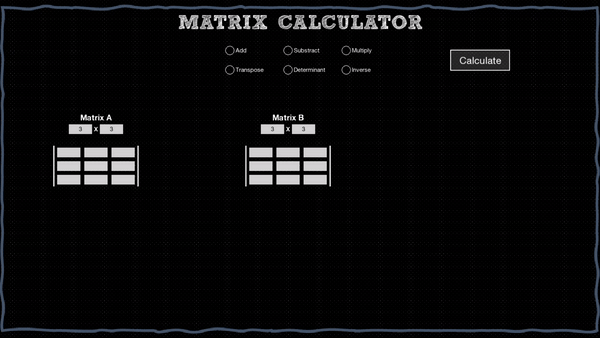 MATRIX CALCULATOR
Add Substract Multiply
Transpose Determinant Inverse
Calculate
Matrix A
3 X 3
Matrix B
3 X 3